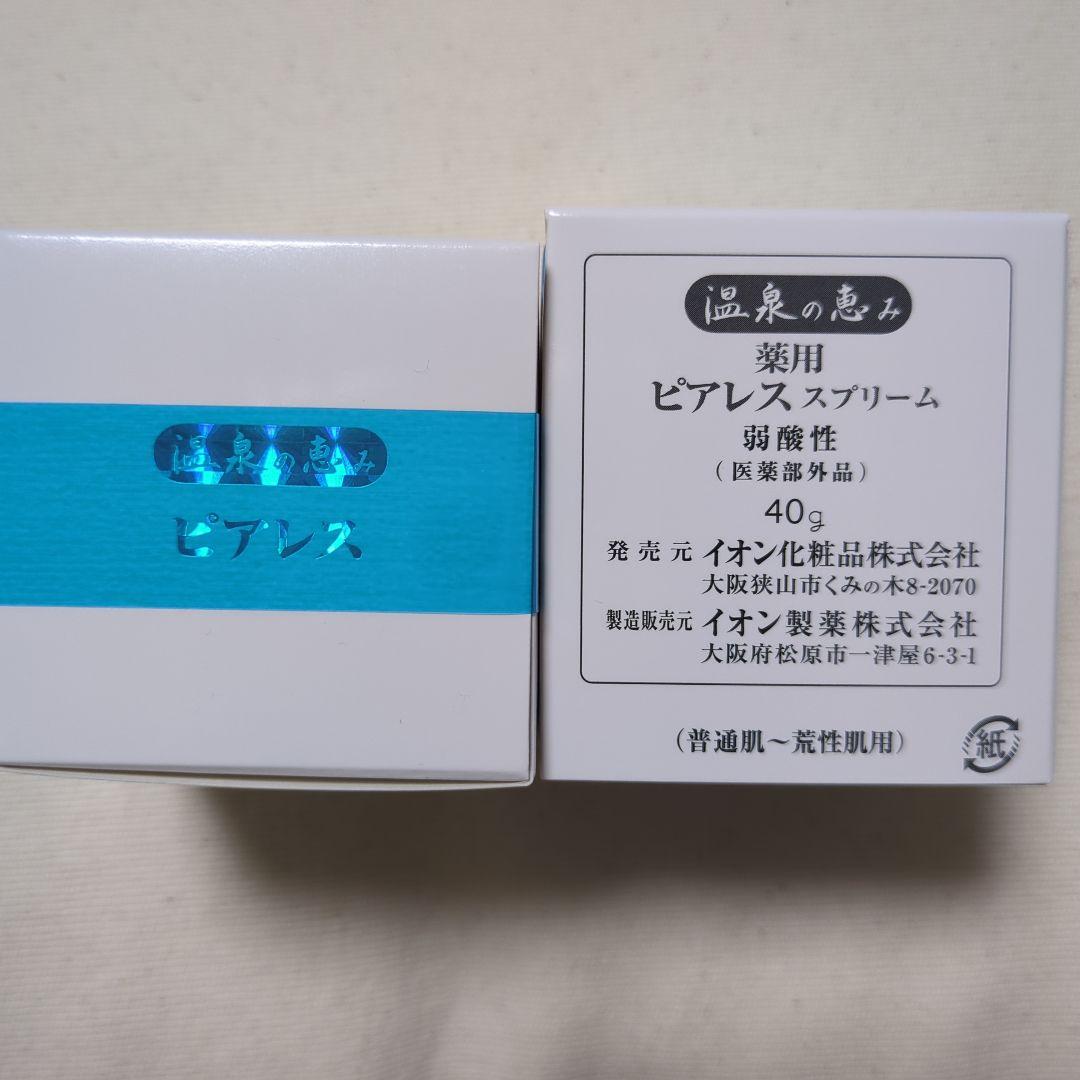 温泉の恵み
ピアレス
温泉の恵み
薬用
ピアレス スプリーム
弱酸性
(医薬部外品)
40g
発売元 イオン化粧品株式会社
大阪狭山市くみの木8-2070
製造販売元 イオン製薬株式会社
大阪府松原市一津屋6-3-1
(普通肌~荒性肌用)
紙